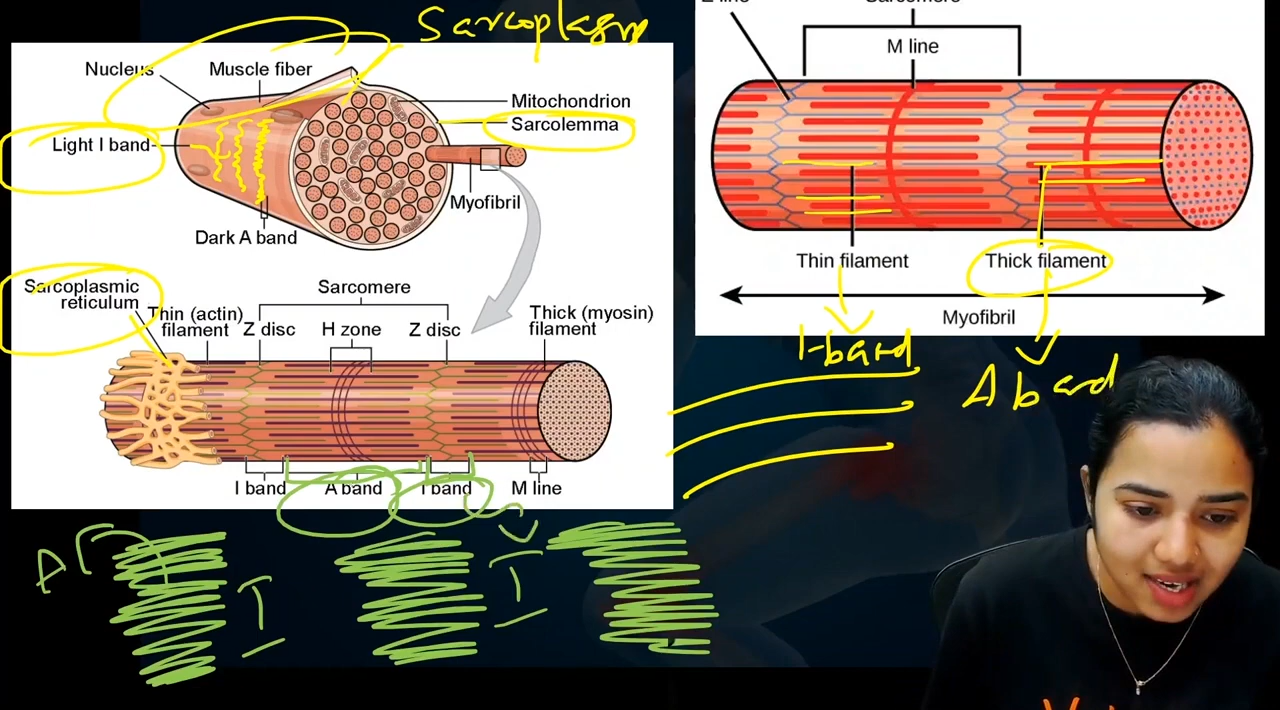 Sarcoplasm
Nucleus
Muscle fiber
Mitochondrion
Sarcolemma
Light I band
Myofibril
Dark A band
Sarcoplasmic
reticulum
Thin (actin)
filament
Z disc
Sarcomere
H zone
Z disc
Thick (myosin)
filament
I band
A band
I band
M line
A
I
I
Z line
Sarcomere
M line
Thin filament
Thick filament
Myofibril
I-band
A band